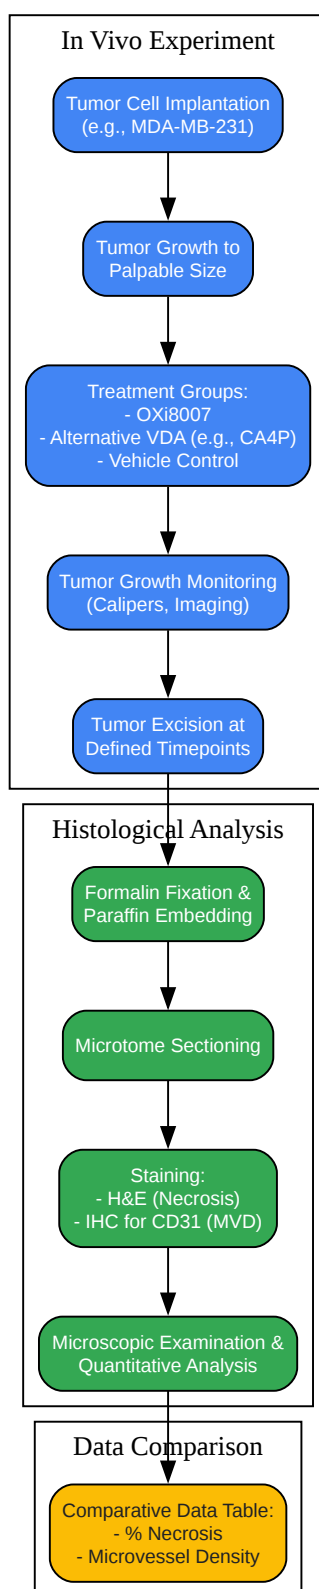 In Vivo Experiment
Tumor Cell Implantation
(e.g., MDA-MB-231)
Tumor Growth to
Palpable Size
Treatment Groups:
- OXi8007
- Alternative VDA (e.g., CA4P)
- Vehicle Control
Tumor Growth Monitoring
(Calipers, Imaging)
Tumor Excision at
Defined Timepoints
Histological Analysis
Formalin Fixation &
Paraffin Embedding
Microtome Sectioning
Staining:
- H&E (Necrosis)
- IHC for CD31 (MVD)
Microscopic Examination &
Quantitative Analysis
Data Comparison
Comparative Data Table:
- % Necrosis
- Microvessel Density